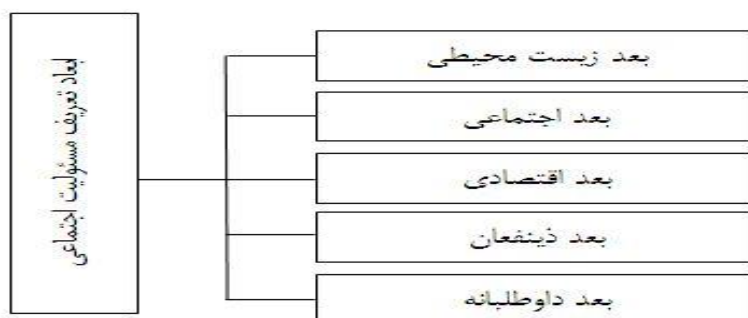 ابعاد تعریف مسئولیت اجتماعی
بعد زیست محیطی
بعد اجتماعی
بعد اقتصادی
بعد ذینفعان
بعد داوطلبانه